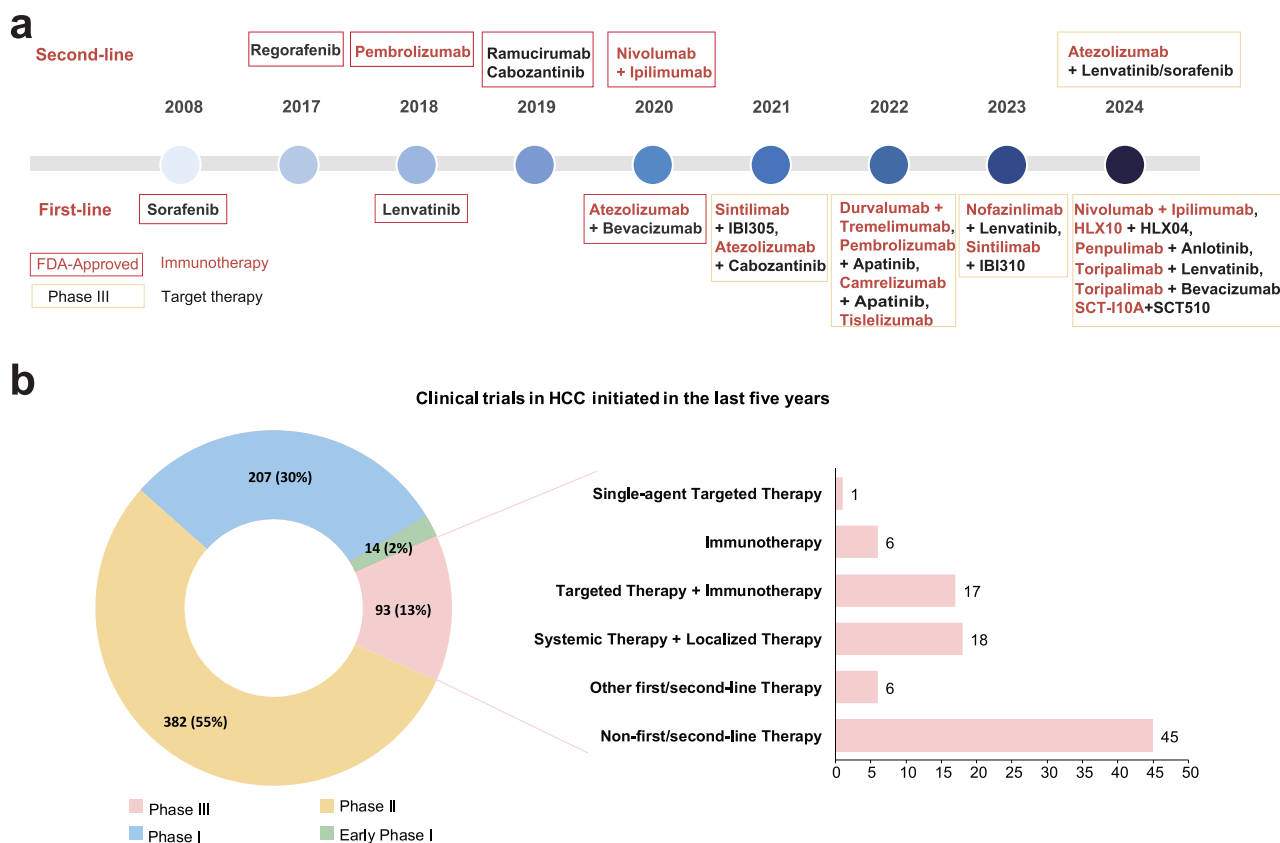 a
Second-line
Regorafenib
Pembrolizumab
Ramucirumab
Cabozantinib
Nivolumab
+ Ipilimumab
Atezolizumab
+ Lenvatinib/sorafenib
2008
2017
2018
2019
2020
2021
2022
2023
2024
First-line
Sorafenib
Lenvatinib
Atezolizumab
+ Bevacizumab
Sintilimab
+ IBI305,
Atezolizumab
+ Cabozantinib
Durvalumab +
Tremelimumab,
Pembrolizumab
+ Apatinib,
Camrelizumab
+ Apatinib,
Tislelizumab
Nofazinlimab
+ Lenvatinib,
Sintilimab
+ IBI310
Nivolumab + Ipilimumab,
HLX10 + HLX04,
Penpulimab + Anlotinib,
Toripalimab + Lenvatinib,
Toripalimab + Bevacizumab
SCT-I10A+SCT510
FDA-Approved
Immunotherapy
Phase III
Target therapy
b
Clinical trials in HCC initiated in the last five years
207 (30%)
14 (2%)
93 (13%)
382 (55%)
Phase III
Phase II
Phase I
Early Phase I
Single-agent Targeted Therapy
1
Immunotherapy
6
Targeted Therapy + Immunotherapy
17
Systemic Therapy + Localized Therapy
18
Other first/second-line Therapy
6
Non-first/second-line Therapy
45
0 5 10 15 20 25 30 35 40 45 50